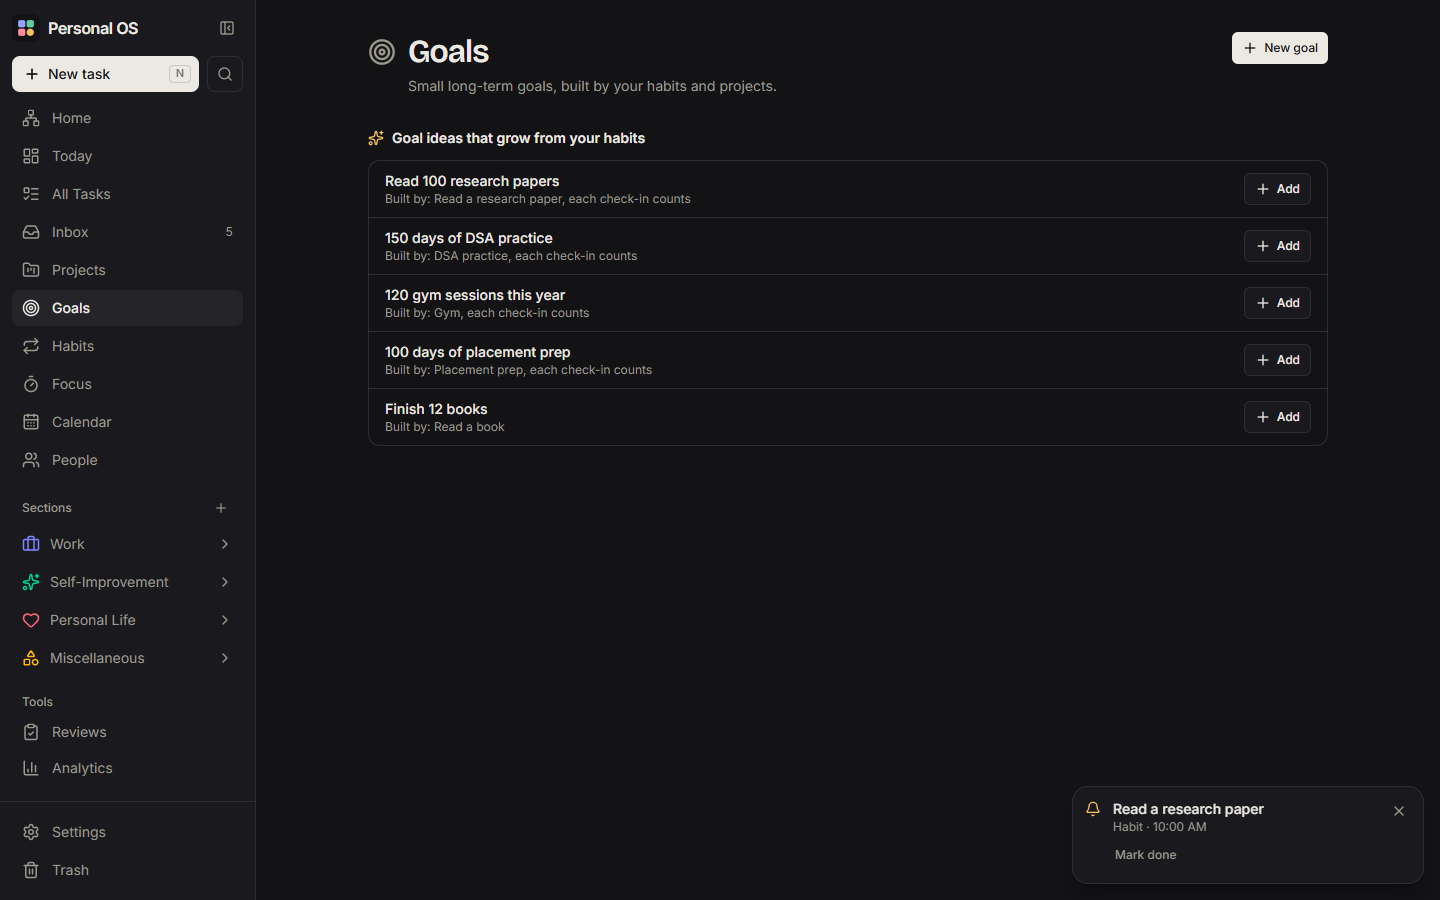 Personal OS
New task
N
Home
Today
All Tasks
Inbox
5
Projects
Goals
Habits
Focus
Calendar
People
Sections
Work
Self-Improvement
Personal Life
Miscellaneous
Tools
Reviews
Analytics
Settings
Trash
Goals
New goal
Small long-term goals, built by your habits and projects.
Goal ideas that grow from your habits
Read 100 research papers
Built by: Read a research paper, each check-in counts
Add
150 days of DSA practice
Built by: DSA practice, each check-in counts
Add
120 gym sessions this year
Built by: Gym, each check-in counts
Add
100 days of placement prep
Built by: Placement prep, each check-in counts
Add
Finish 12 books
Built by: Read a book
Add
Read a research paper
Habit · 10:00 AM
Mark done